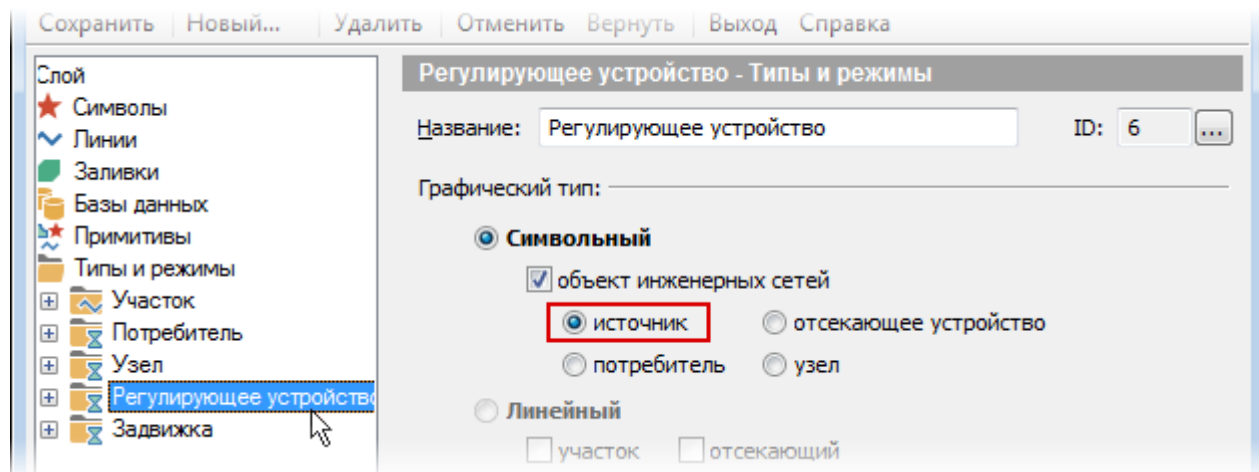 Сохранить Новый... Удалить Отменить Вернуть Выход Справка
Слой
Символы
Линии
Заливки
Базы данных
Примитивы
Типы и режимы
Участок
Потребитель
Узел
Регулирующее устройство
Задвижка
Регулирующее устройство - Типы и режимы
Название: Регулирующее устройство ID: 6 ...
Графический тип:
Символьный
объект инженерных сетей
источник отсекающее устройство
потребитель узел
Линейный
участок отсекающий